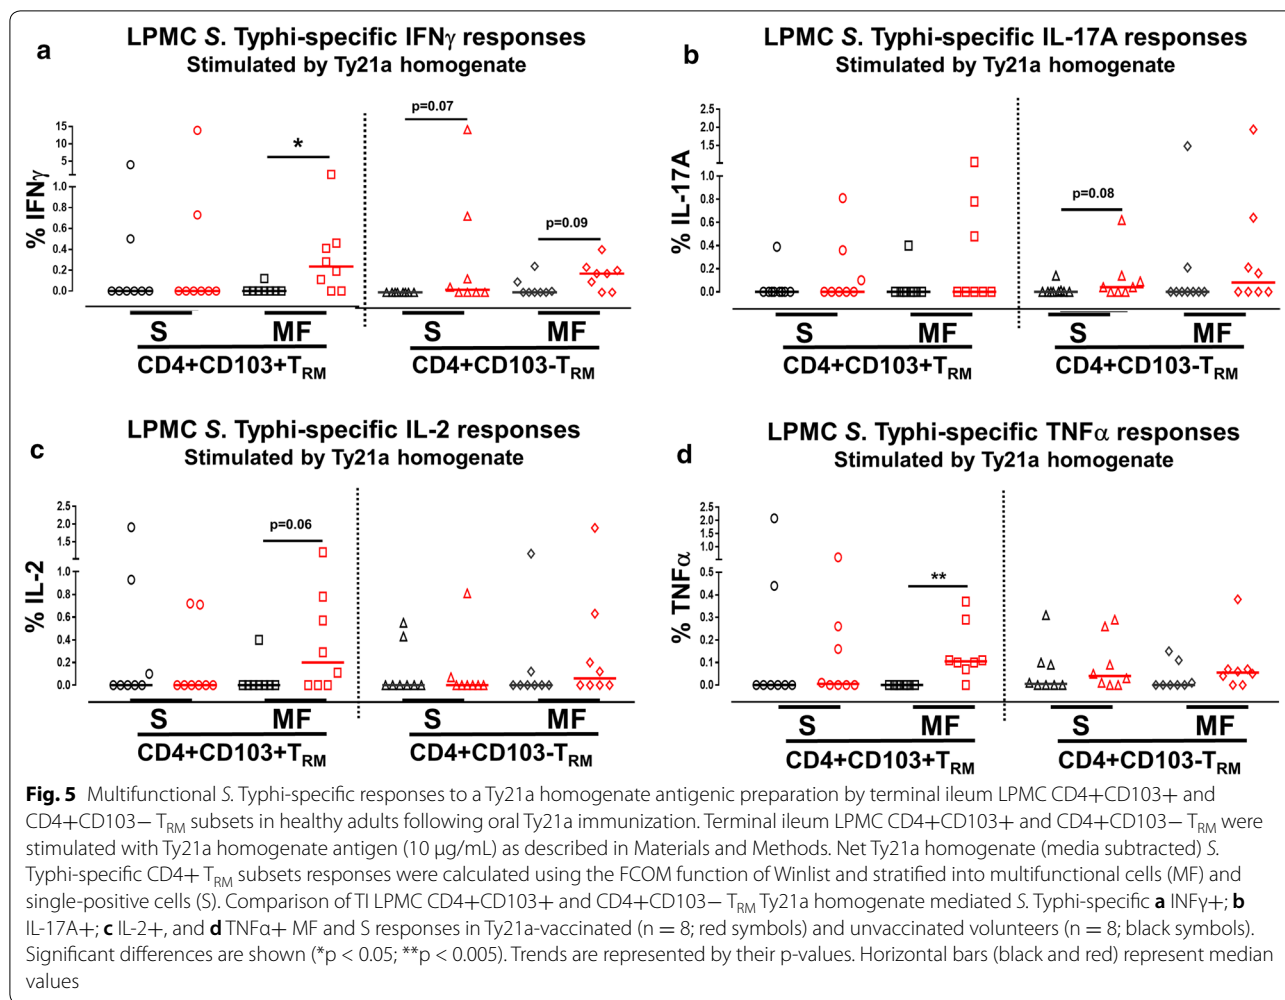 a
LPMC S. Typhi-specific IFNγ responses
Stimulated by Ty21a homogenate
% IFNγ
15
10
5
1.0
0.8
0.6
0.4
0.2
0.0
*
p=0.07
p=0.09
S
MF
S
MF
CD4+CD103+TRM
CD4+CD103-TRM
b
LPMC S. Typhi-specific IL-17A responses
Stimulated by Ty21a homogenate
% IL-17A
2.5
2.0
1.5
1.0
0.8
0.6
0.4
0.2
0.0
p=0.08
S
MF
S
MF
CD4+CD103+TRM
CD4+CD103-TRM
c
LPMC S. Typhi-specific IL-2 responses
Stimulated by Ty21a homogenate
% IL-2
2.5
2.0
1.5
1.0
0.8
0.6
0.4
0.2
0.0
p=0.06
S
MF
S
MF
CD4+CD103+TRM
CD4+CD103-TRM
d
LPMC S. Typhi-specific TNFα responses
Stimulated by Ty21a homogenate
% TNFα
2.5
2.0
1.5
1.0
0.5
0.4
0.3
0.2
0.1
0.0
**
S
MF
S
MF
CD4+CD103+TRM
CD4+CD103-TRM
Fig. 5 Multifunctional S. Typhi-specific responses to a Ty21a homogenate antigenic preparation by terminal ileum LPMC CD4+CD103+ and
CD4+CD103− TRM subsets in healthy adults following oral Ty21a immunization. Terminal ileum LPMC CD4+CD103+ and CD4+CD103− TRM were
stimulated with Ty21a homogenate antigen (10 μg/mL) as described in Materials and Methods. Net Ty21a homogenate (media subtracted) S.
Typhi-specific CD4+ TRM subsets responses were calculated using the FCOM function of Winlist and stratified into multifunctional cells (MF) and
single-positive cells (S). Comparison of TI LPMC CD4+CD103+ and CD4+CD103− TRM Ty21a homogenate mediated S. Typhi-specific a INFγ+; b
IL-17A+; c IL-2+, and d TNFα+ MF and S responses in Ty21a-vaccinated (n = 8; red symbols) and unvaccinated volunteers (n = 8; black symbols).
Significant differences are shown (*p < 0.05; **p < 0.005). Trends are represented by their p-values. Horizontal bars (black and red) represent median
values